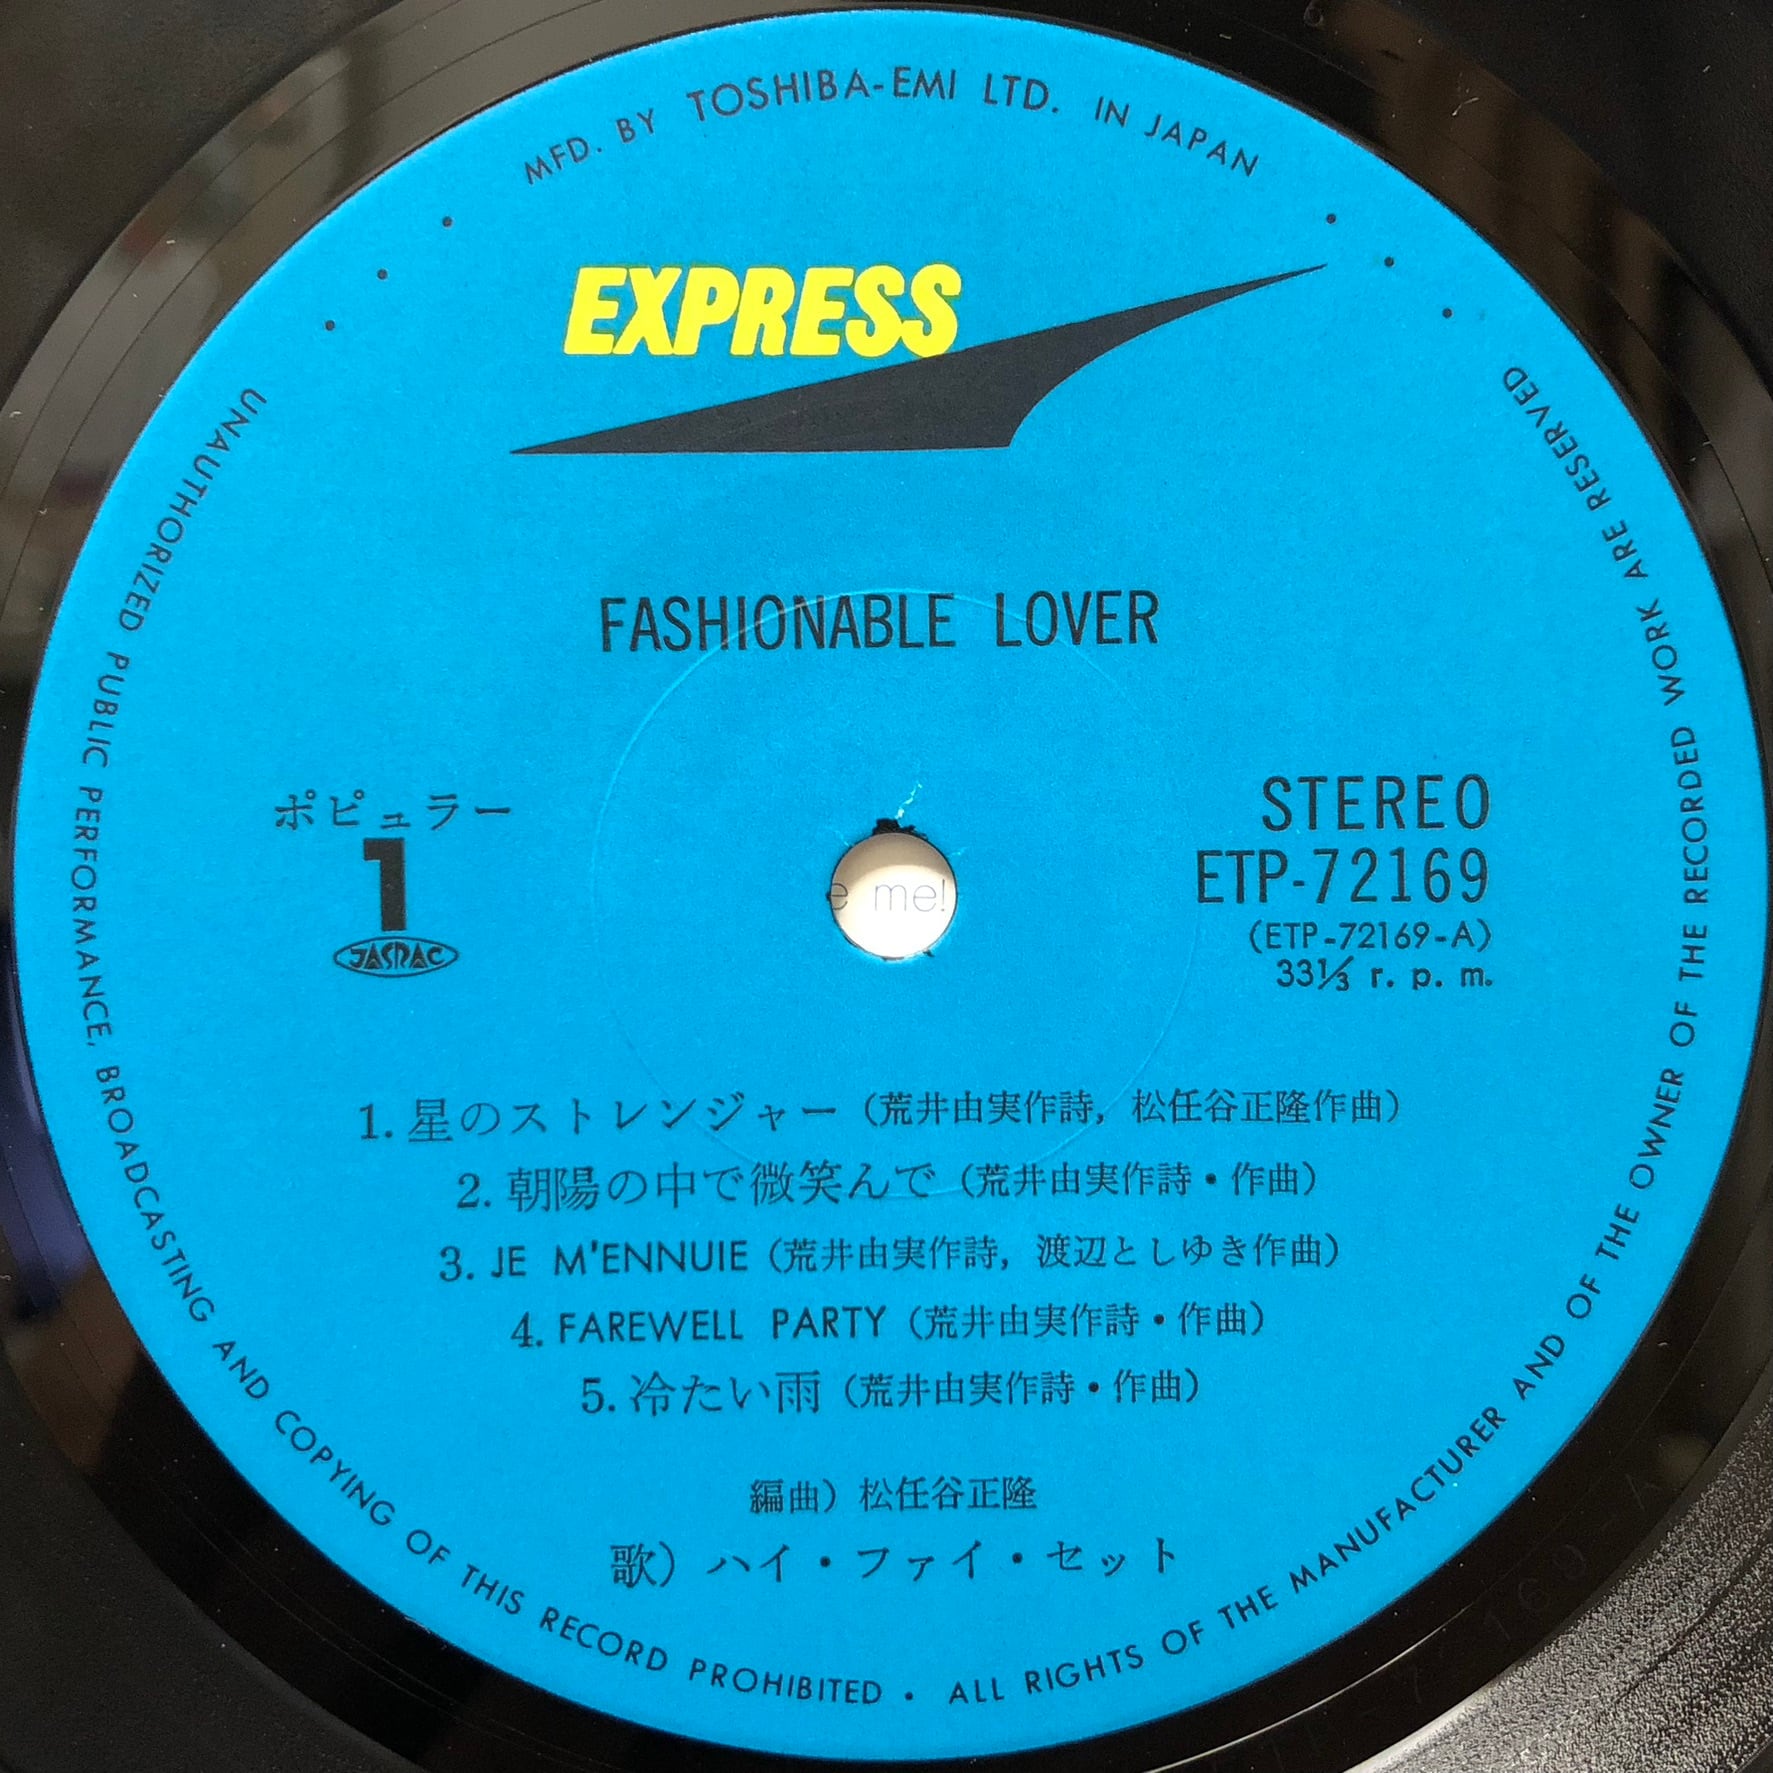 MFD. BY TOSHIBA-EMI LTD. IN JAPAN
EXPRESS
FASHIONABLE LOVER
ポピュラー
1
JASRAC
STEREO
ETP-72169
(ETP-72169-A)
33⅓ r. p. m.
e me!
1. 星のストレンジャー (荒井由実作詩, 松任谷正隆作曲)
2. 朝陽の中で微笑んで (荒井由実作詩・作曲)
3. JE M'ENNUIE (荒井由実作詩, 渡辺としゆき作曲)
4. FAREWELL PARTY (荒井由実作詩・作曲)
5. 冷たい雨 (荒井由実作詩・作曲)
編曲) 松任谷正隆
歌) ハイ・ファイ・セット
UNAUTHORIZED PUBLIC PERFORMANCE, BROADCASTING AND COPYING OF THIS RECORD PROHIBITED • ALL RIGHTS OF THE MANUFACTURER AND OF THE OWNER OF THE RECORDED WORK ARE RESERVED